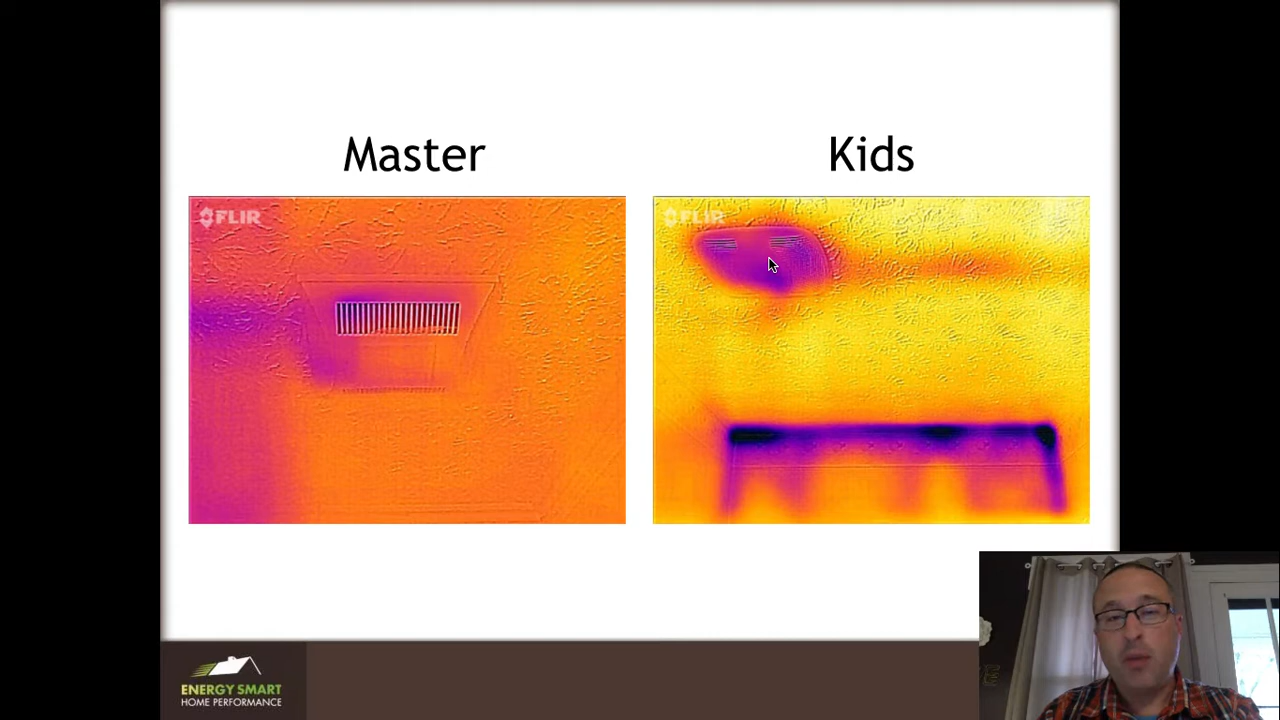 Master
Kids
FLIR
FLIR
ENERGY SMART
HOME PERFORMANCE